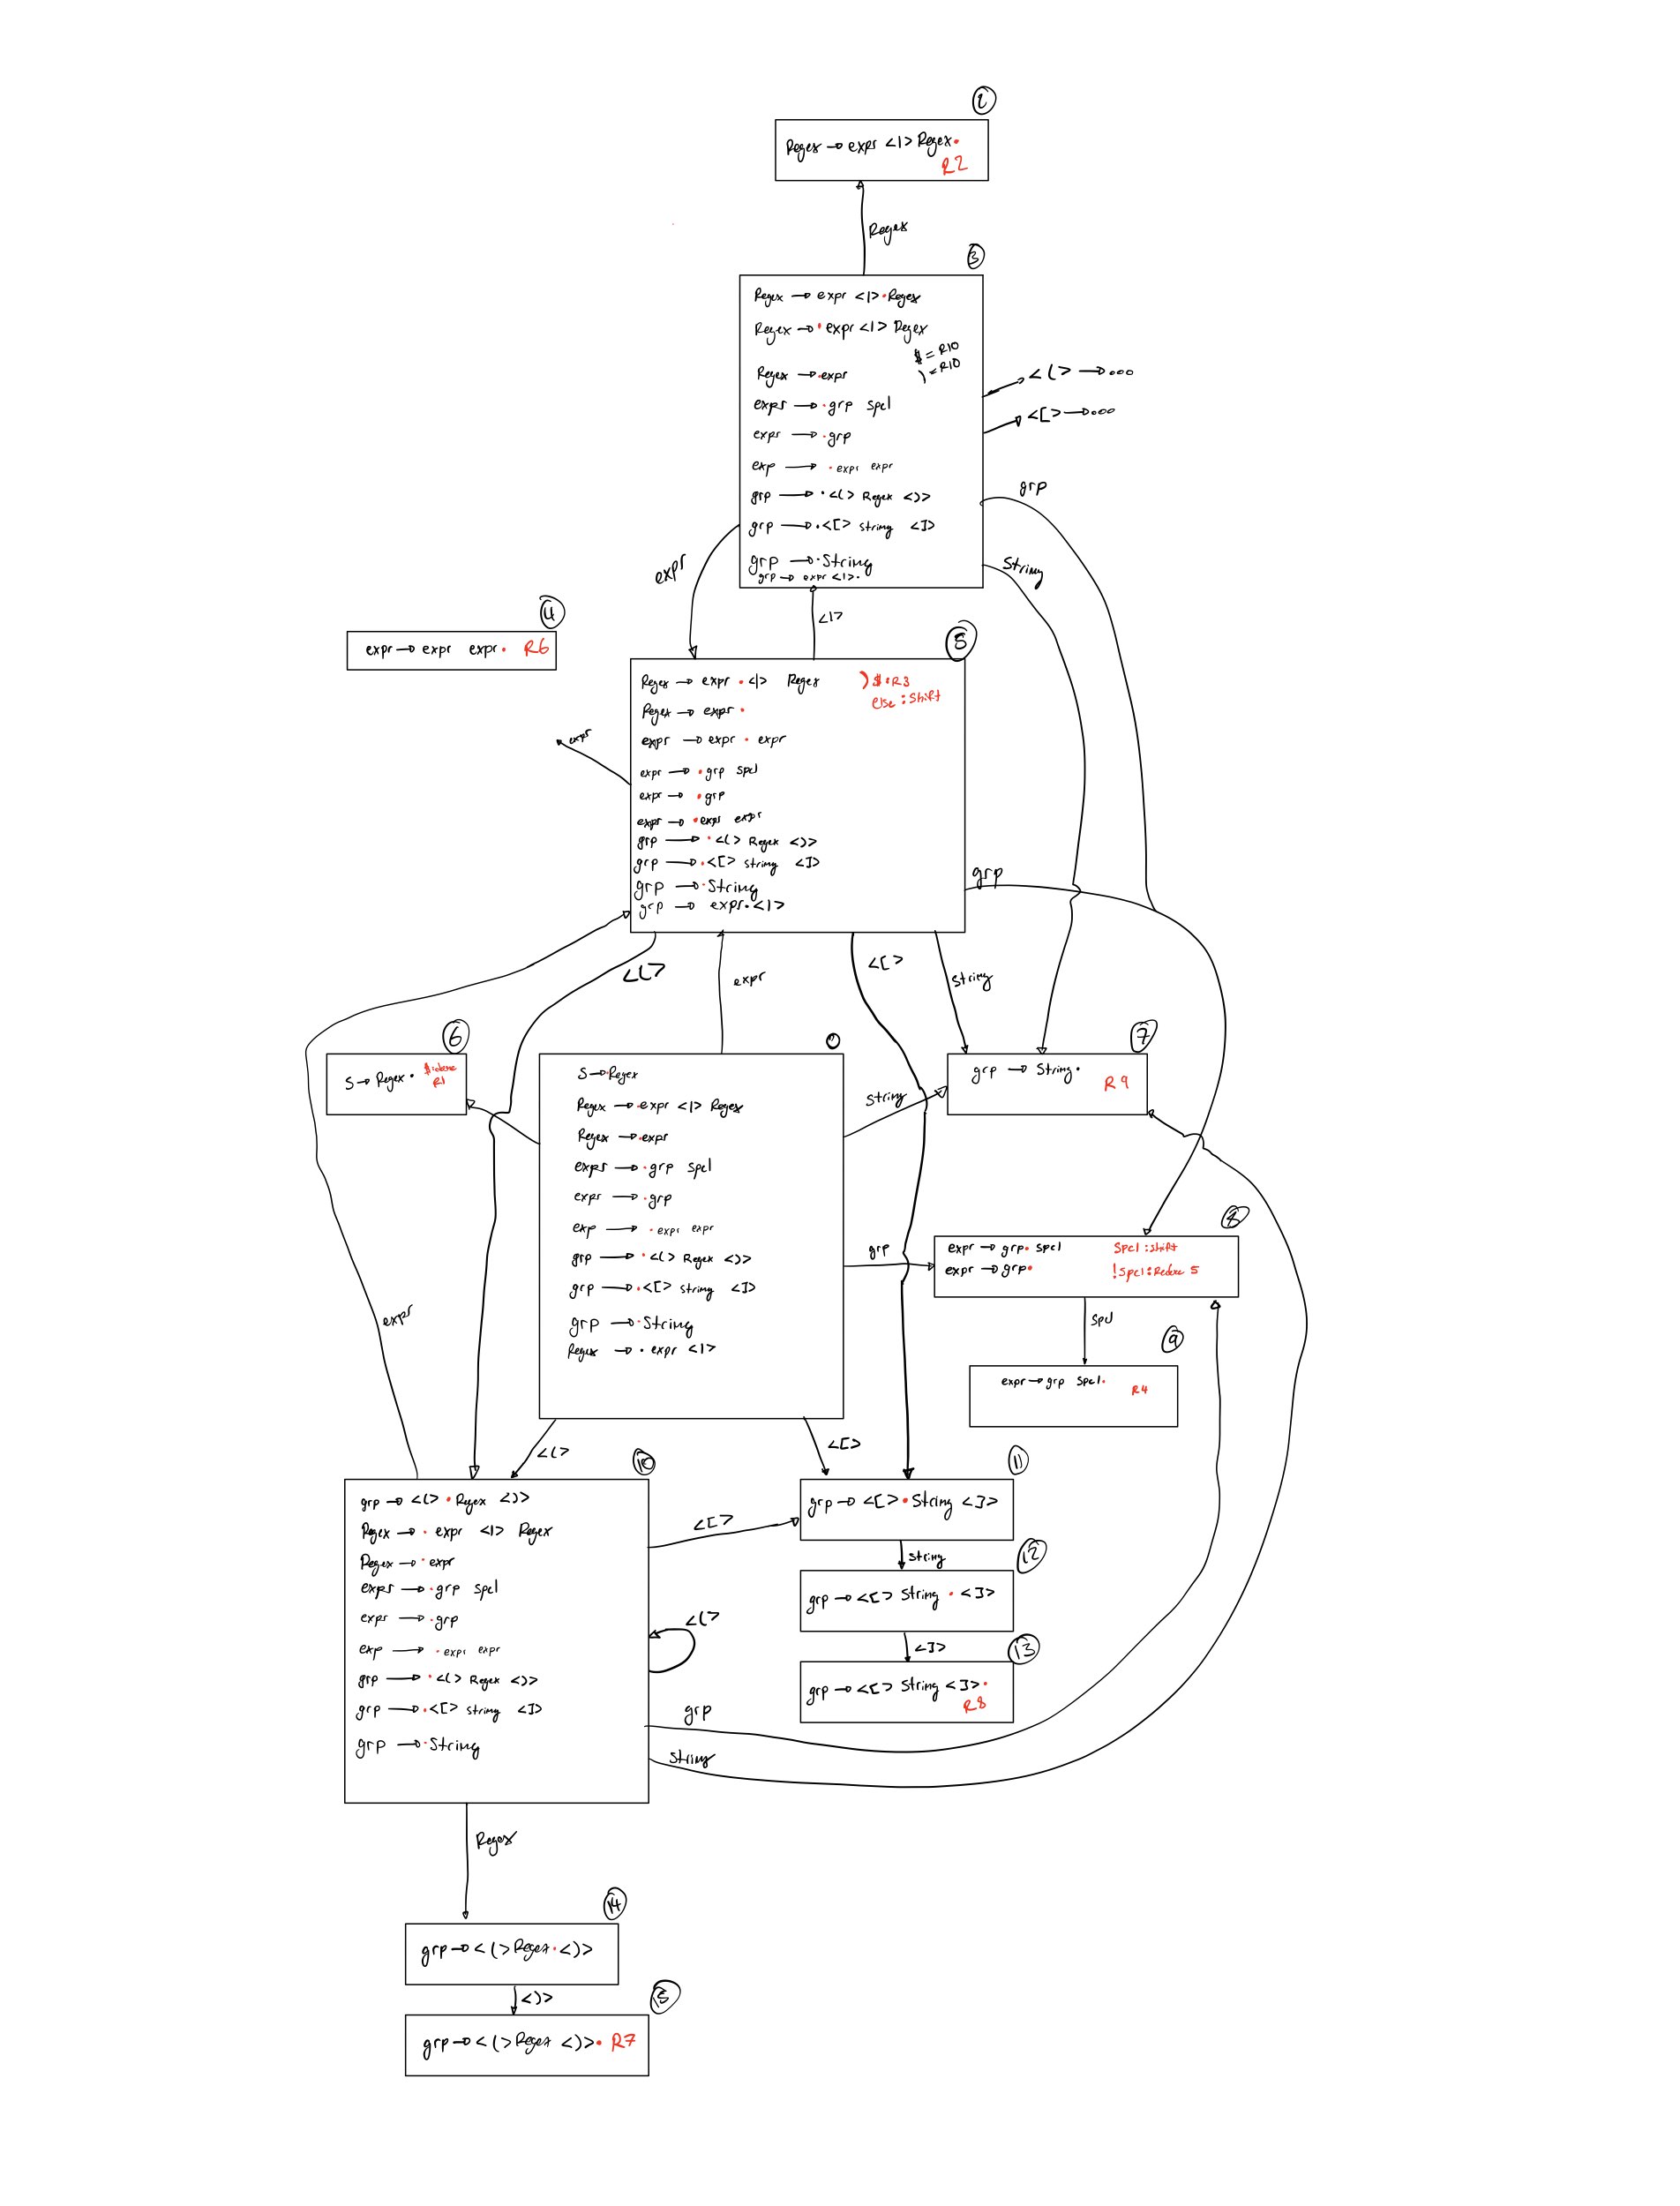 2
Regex → expr <|> Regex•
R2
Regex
3
Regex → expr <|> •Regex
Regex → • expr <|> Regex
$ = R10
) = R10
Regex → •expr
expr → •grp spcl
expr → •grp
exp → • expr expr
grp → •<(> Regex <)>
grp → •<[> string <]>
grp → •String
grp → expr <|>•
<(> → •••
<[> → •••
grp
String
expr
<|>
4
expr → expr expr• R6
5
Regex → expr • <|> Regex
) $ : R3
else : shift
Regex → expr •
expr → expr • expr
expr → • grp spcl
expr → • grp
expr → • expr expr
grp → • <(> Regex <)>
grp → •<[> string <]>
grp → •String
grp → expr• <|>
expr
grp
<(>
expr
<[>
string
6
S → Regex •
R1
0
S → •Regex
Regex → •expr <|> Regex
Regex → •expr
expr → •grp spcl
expr → •grp
exp → • expr expr
grp → •<(> Regex <)>
grp → •<[> string <]>
grp → •String
Regex → • expr <|>
String
7
grp → String•
R9
grp
8
expr → grp• spcl
Spcl : shift
expr → grp•
!Spcl : Reduce 5
spcl
9
expr → grp spcl•
R4
expr
<(>
<[>
10
grp → <(> • Regex <)>
Regex → • expr <|> Regex
Regex → • expr
expr → •grp spcl
expr → •grp
exp → • expr expr
grp → •<(> Regex <)>
grp → •<[> string <]>
grp → •String
<[>
<(>
grp
string
11
grp → <[> • String <]>
string
12
grp → <[> String • <]>
<]>
13
grp → <[> String <]> •
R8
Regex
14
grp → <(> Regex • <)>
<)>
15
grp → <(> Regex <)> • R7